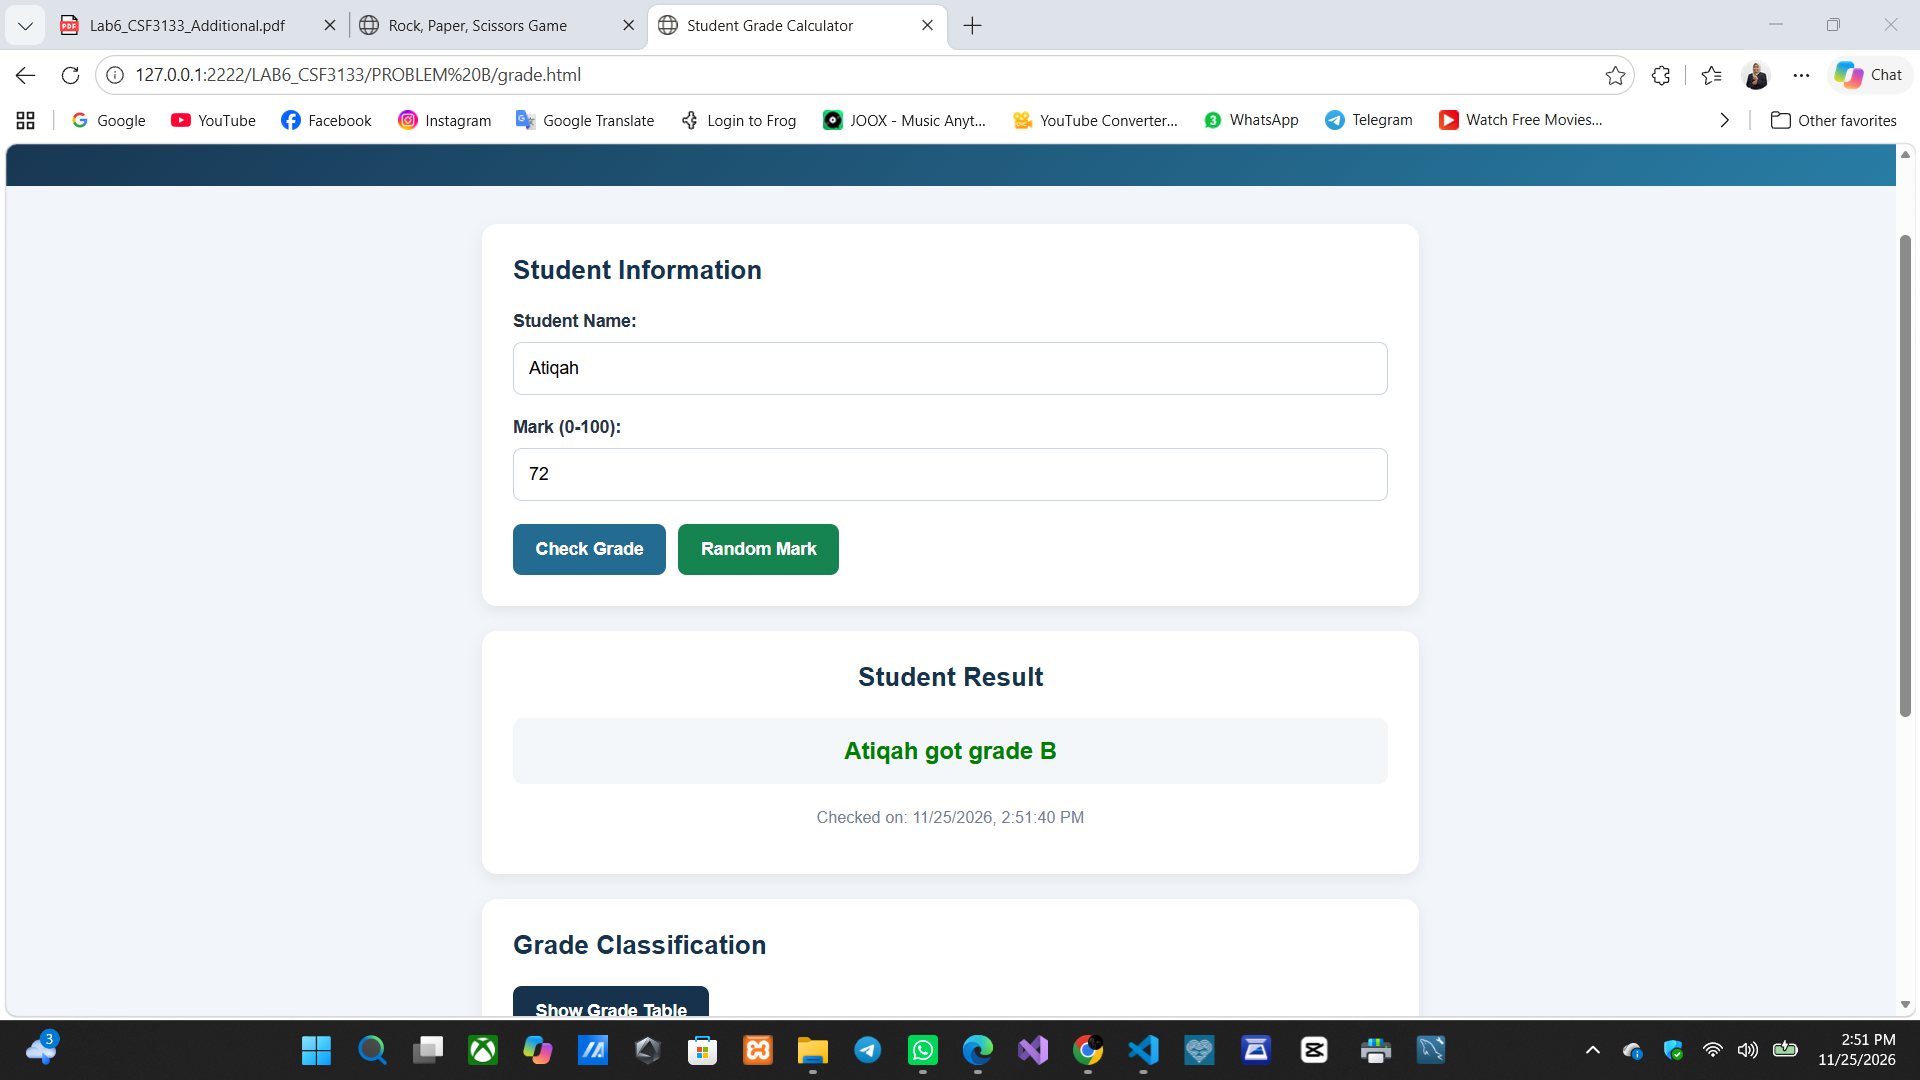 Lab6_CSF3133_Additional.pdf
Rock, Paper, Scissors Game
Student Grade Calculator
127.0.0.1:2222/LAB6_CSF3133/PROBLEM%20B/grade.html
Chat
Google
YouTube
Facebook
Instagram
Google Translate
Login to Frog
JOOX - Music Anyt...
YouTube Converter...
3
WhatsApp
Telegram
Watch Free Movies...
Other favorites
Student Information
Student Name:
Atiqah
Mark (0-100):
72
Check Grade
Random Mark
Student Result
Atiqah got grade B
Checked on: 11/25/2026, 2:51:40 PM
Grade Classification
Show Grade Table
3
2:51 PM
11/25/2026